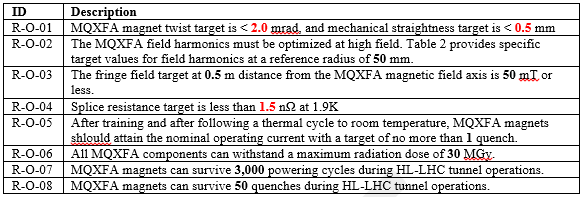 ID Description
R-O-01 MQXFA magnet twist target is < 2.0 mrad, and mechanical straightness target is < 0.5 mm
R-O-02 The MQXFA field harmonics must be optimized at high field. Table 2 provides specific
target values for field harmonics at a reference radius of 50 mm.
R-O-03 The fringe field target at 0.5 m distance from the MQXFA magnetic field axis is 50 mT or
less.
R-O-04 Splice resistance target is less than 1.5 nΩ at 1.9K
R-O-05 After training and after following a thermal cycle to room temperature, MQXFA magnets
shlould attain the nominal operating current with a target of no more than 1 quench.
R-O-06 All MQXFA components can withstand a maximum radiation dose of 30 MGy.
R-O-07 MQXFA magnets can survive 3,000 powering cycles during HL-LHC tunnel operations.
R-O-08 MQXFA magnets can survive 50 quenches during HL-LHC tunnel operations.